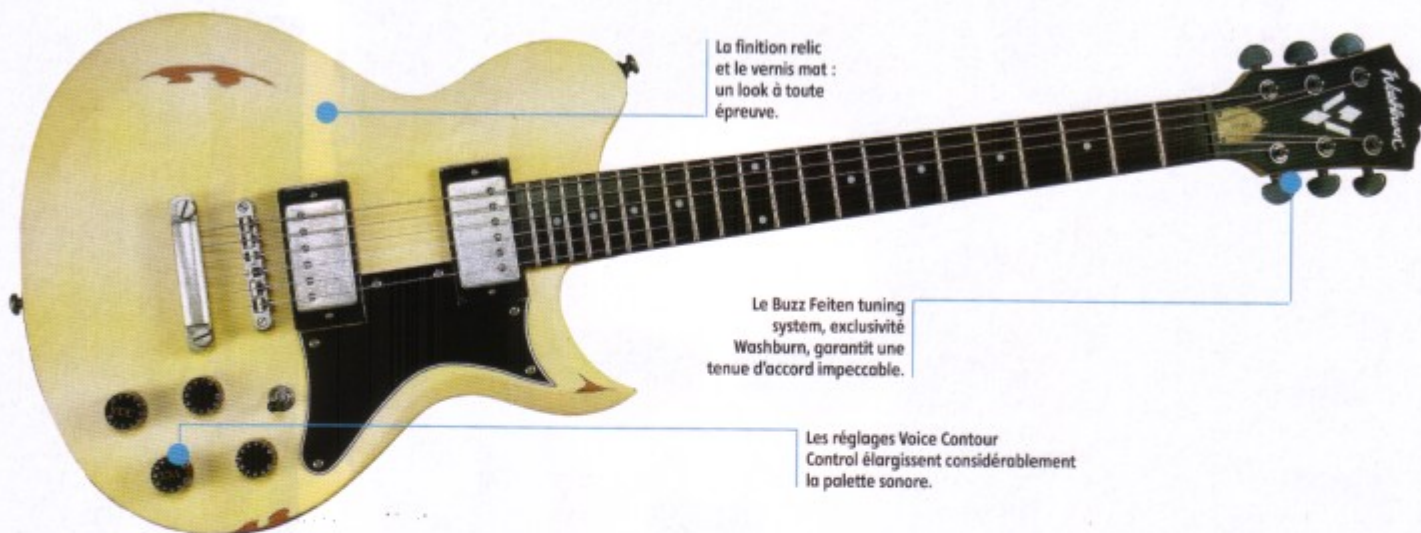 La finition relic
et le vernis mat :
un look à toute
épreuve.
Washburn
Le Buzz Feiten tuning
system, exclusivité
Washburn, garantit une
tenue d'accord impeccable.
Les réglages Voice Contour
Control élargissent considérablement
la palette sonore.